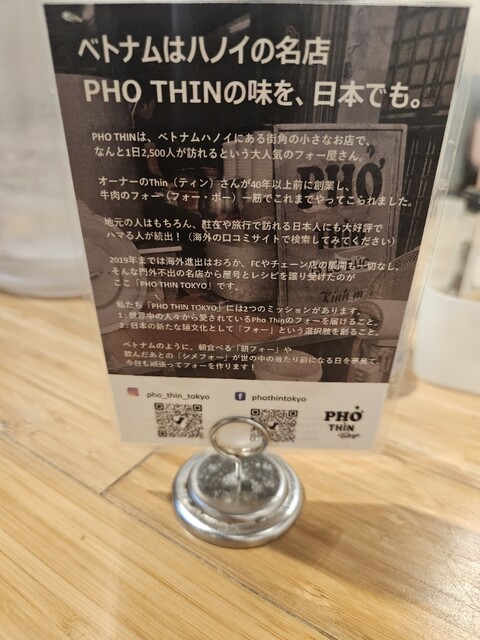 ベトナムはハノイの名店
PHO THINの味を、日本でも。
PHO THINは、ベトナムハノイにある街角の小さなお店で、
なんと1日2,500人が訪れるという大人気のフォー屋さん。
オーナーのThin（ティン）さんが40年以上前に創業し、
牛肉のフォー（フォー・ボー）一筋でこれまでやってこられました。
地元の人はもちろん、駐在や旅行で訪れる日本人にも大好評で
ハマる人が続出！（海外の口コミサイトで検索してみてください）
2019年までは海外進出はおろか、FCやチェーン店の展開も一切なし。
そんな門外不出の名店から屋号とレシピを譲り受けたのが
ここ「PHO THIN TOKYO」です。
私たち「PHO THIN TOKYO」には2つのミッションがあります。
1：世界中の人々から愛されているPho Thinのフォーを届けること。
2：日本の新たな麺文化として「フォー」という選択肢を創ること。
ベトナムのように、朝食べる「朝フォー」や
飲んだあとの「シメフォー」が世の中の当たり前になる日を夢見て、
今日も頑張ってフォーを作ります！
pho_thin_tokyo
phothintokyo
PHỞ
THÌN
Tokyo
PHỞ